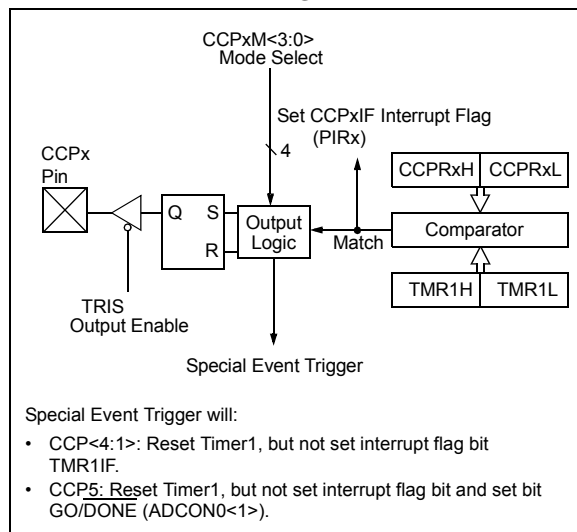 CCPxM<3:0>
Mode Select
Set CCPxIF Interrupt Flag
(PIRx)
4
CCPx
Pin
CCPRxH CCPRxL
Q S
R
Output
Logic
Match
Comparator
TMR1H TMR1L
TRIS
Output Enable
Special Event Trigger
Special Event Trigger will:
• CCP<4:1>: Reset Timer1, but not set interrupt flag bit
TMR1IF.
• CCP5: Reset Timer1, but not set interrupt flag bit and set bit
GO/DONE (ADCON0<1>).